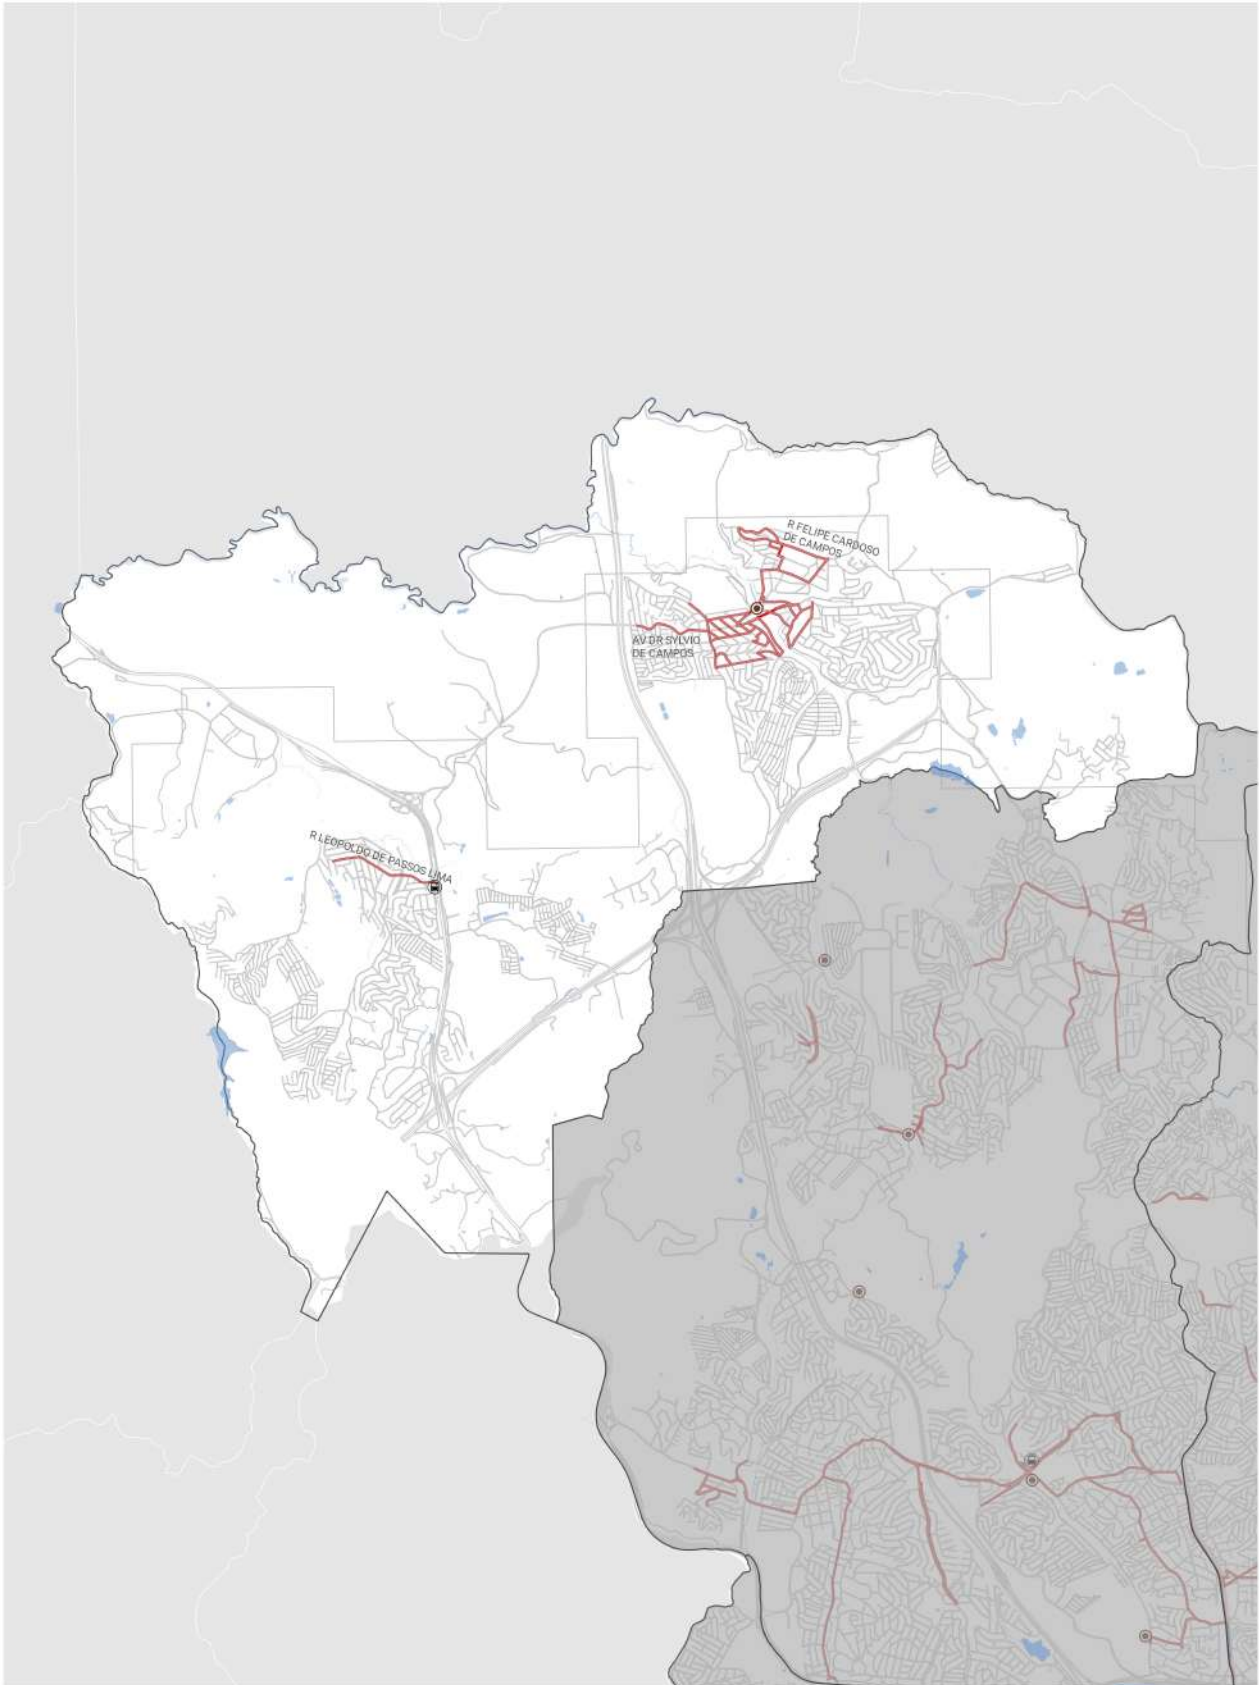 R FELIPE CARDOSO
DE CAMPOS
AV DR SYLVIO
DE CAMPOS
R LEOPOLDO DE PASSOS LIMA